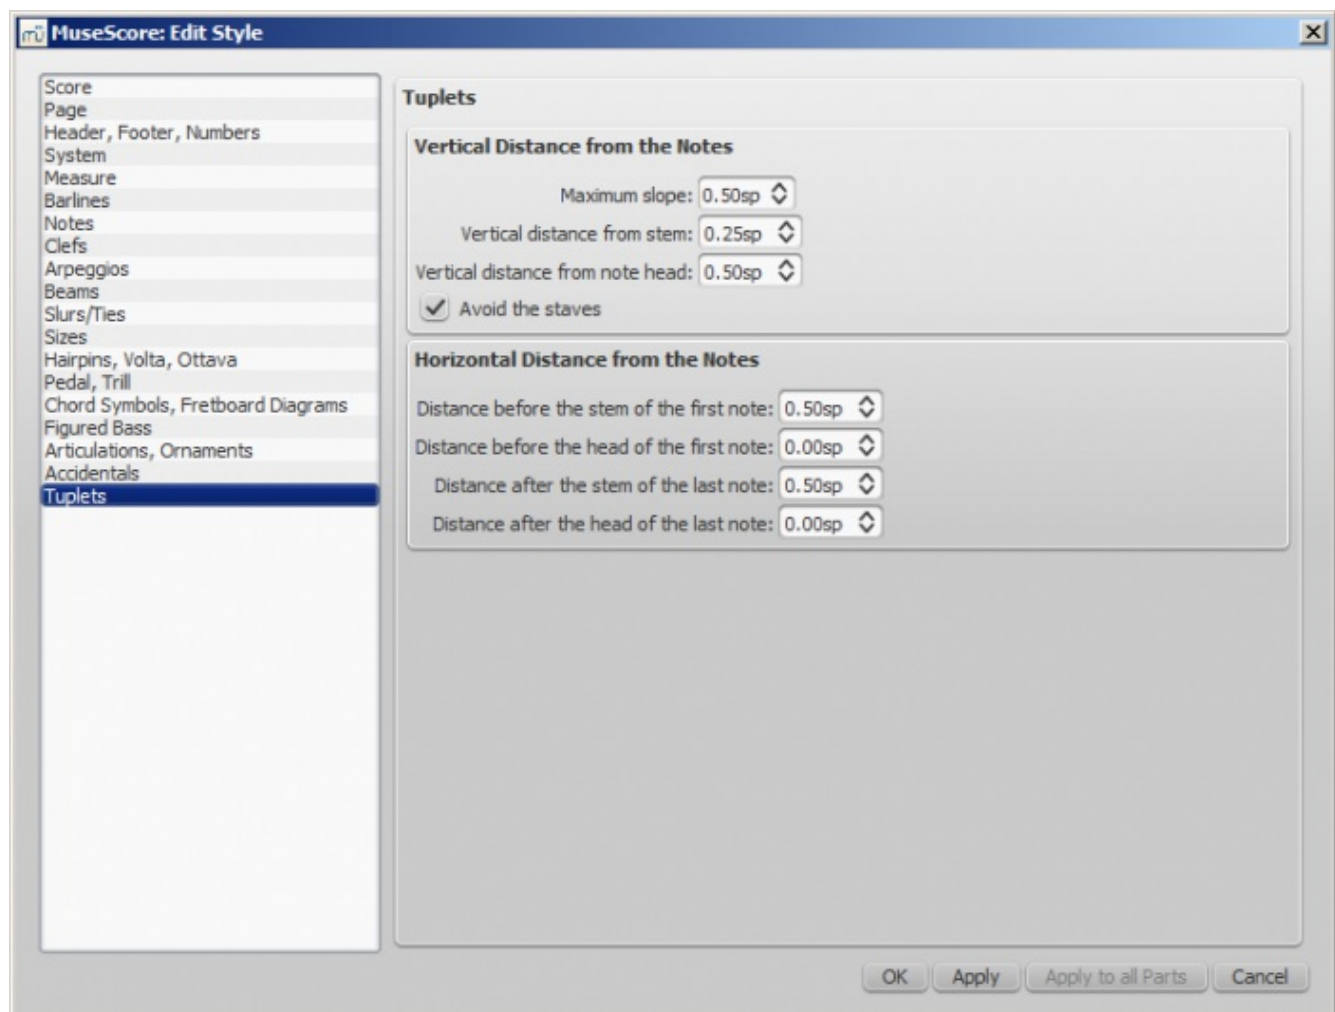 MuseScore: Edit Style
Score
Page
Header, Footer, Numbers
System
Measure
Barlines
Notes
Clefs
Arpeggios
Beams
Slurs/Ties
Sizes
Hairpins, Volta, Ottava
Pedal, Trill
Chord Symbols, Fretboard Diagrams
Figured Bass
Articulations, Ornaments
Accidentals
Tuplets
Tuplets
Vertical Distance from the Notes
Maximum slope: 0.50sp
Vertical distance from stem: 0.25sp
Vertical distance from note head: 0.50sp
Avoid the staves
Horizontal Distance from the Notes
Distance before the stem of the first note: 0.50sp
Distance before the head of the first note: 0.00sp
Distance after the stem of the last note: 0.50sp
Distance after the head of the last note: 0.00sp
OK Apply Apply to all Parts Cancel